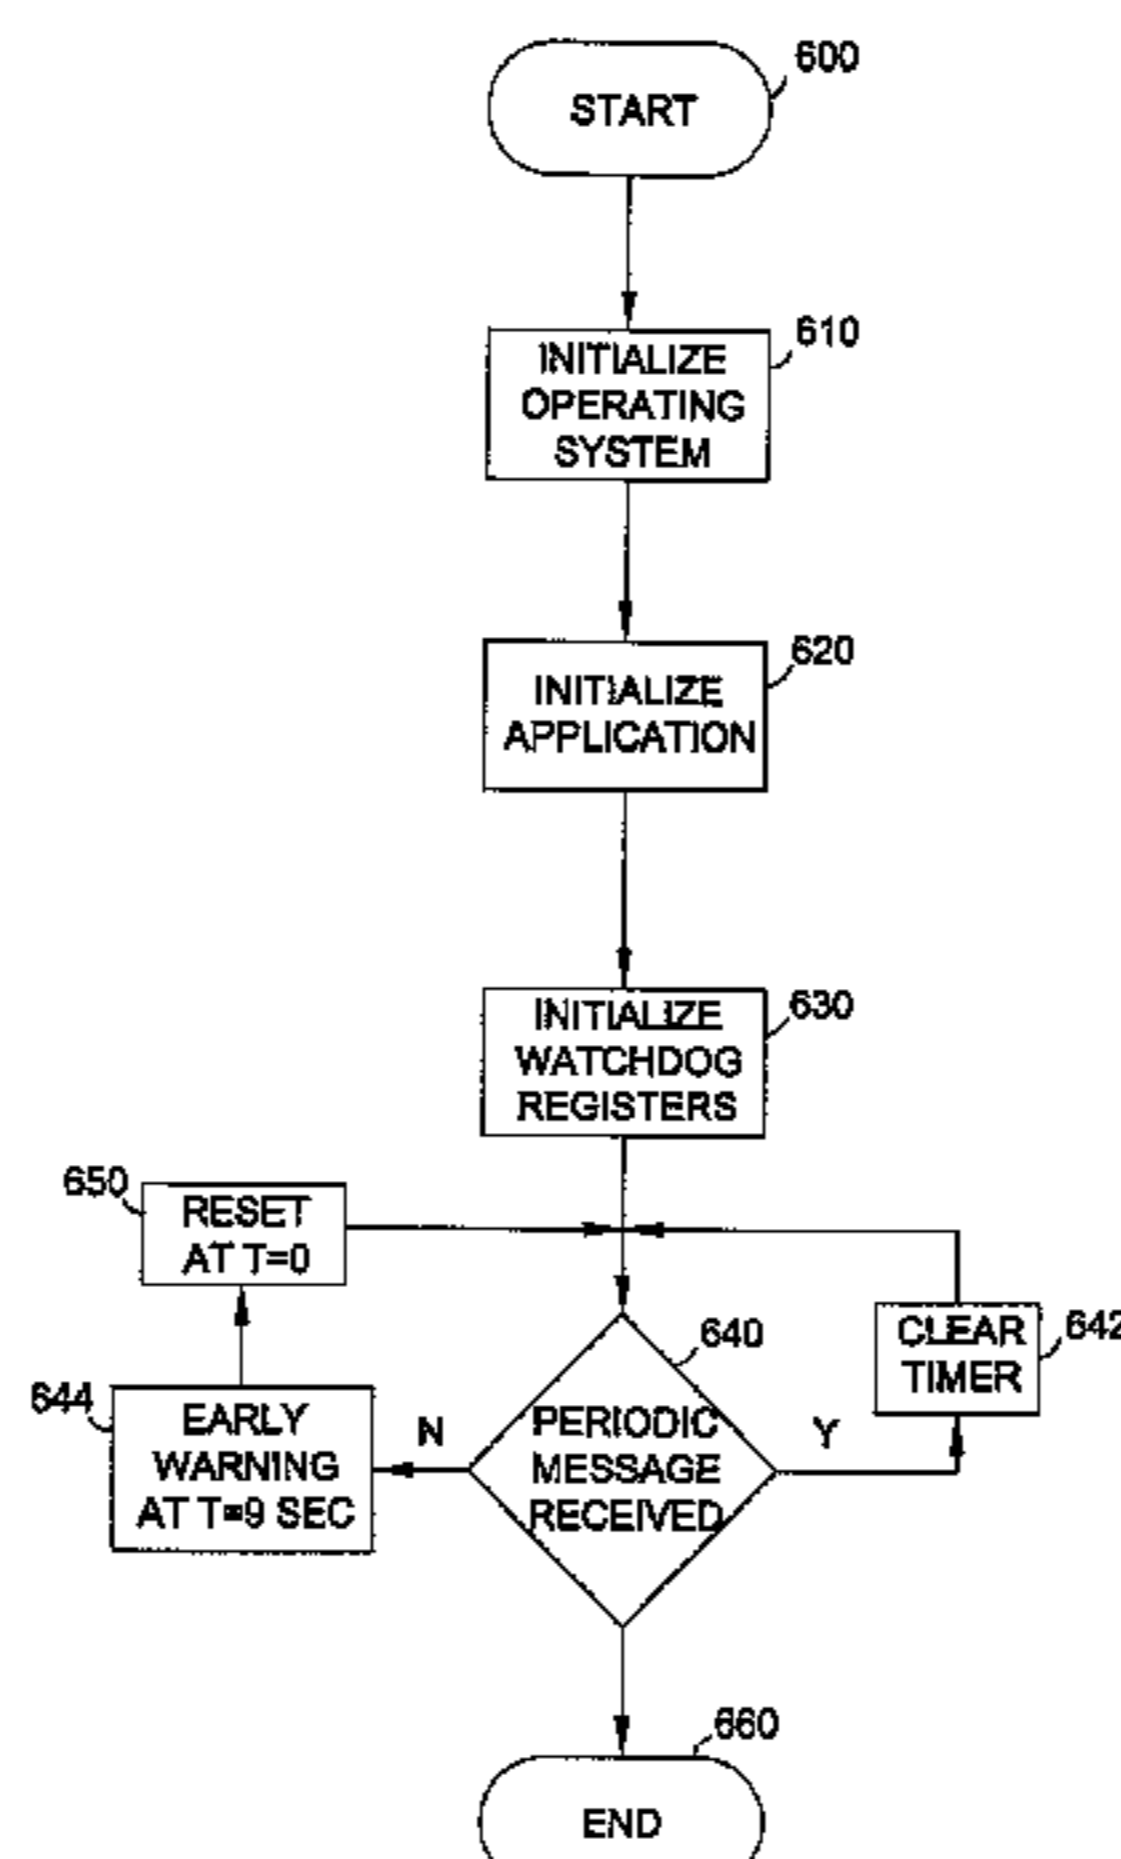 600
START
610
INITIALIZE
OPERATING
SYSTEM
620
INITIALIZE
APPLICATION
630
INITIALIZE
WATCHDOG
REGISTERS
650
RESET
AT T=0
640
CLEAR
TIMER
642
644
EARLY
WARNING
AT T=9 SEC
N
PERIODIC
MESSAGE
RECEIVED
Y
660
END